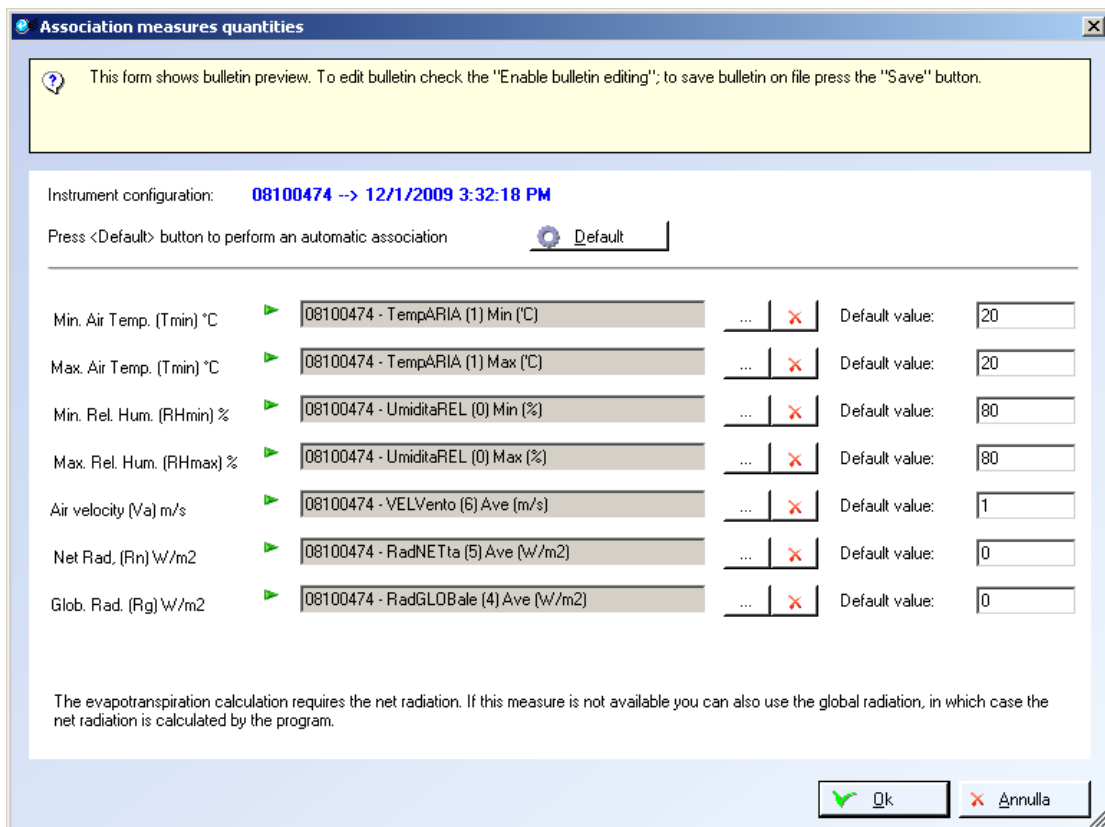 Association measures quantities
This form shows bulletin preview. To edit bulletin check the "Enable bulletin editing"; to save bulletin on file press the "Save" button.
Instrument configuration: 08100474 --> 12/1/2009 3:32:18 PM
Press <Default> button to perform an automatic association Default
Min. Air Temp. (Tmin) °C 08100474 - TempARIA (1) Min ('C) ... Default value: 20
Max. Air Temp. (Tmin) °C 08100474 - TempARIA (1) Max ('C) ... Default value: 20
Min. Rel. Hum. (RHmin) % 08100474 - UmiditaREL (0) Min (%) ... Default value: 80
Max. Rel. Hum. (RHmax) % 08100474 - UmiditaREL (0) Max (%) ... Default value: 80
Air velocity (Va) m/s 08100474 - VELVento (6) Ave (m/s) ... Default value: 1
Net Rad, (Rn) W/m2 08100474 - RadNETta (5) Ave (W/m2) ... Default value: 0
Glob. Rad. (Rg) W/m2 08100474 - RadGLOBale (4) Ave (W/m2) ... Default value: 0
The evapotranspiration calculation requires the net radiation. If this measure is not available you can also use the global radiation, in which case the
net radiation is calculated by the program.
Ok Annulla